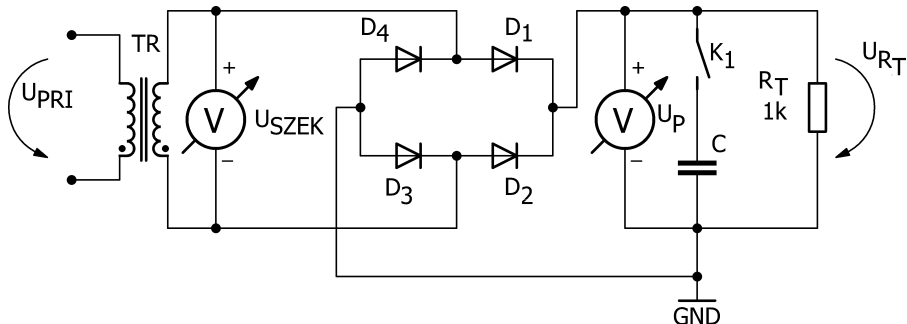 TR
D4
D1
UPRI
+
V
USZEK
−
D3
D2
+
V
UP
−
K1
C
RT
1k
URT
GND